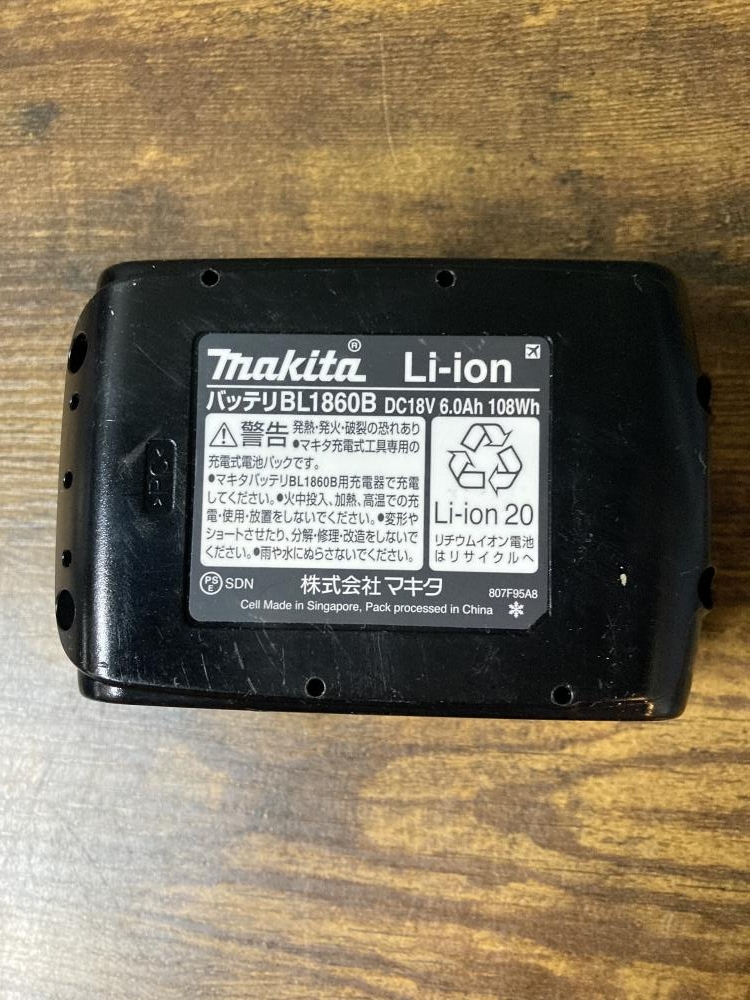 makita® Li-ion
バッテリBL1860B DC18V 6.0Ah 108Wh
警告 発熱・発火・破裂の恐れあり
●マキタ充電式工具専用の
充電式電池パックです。
●マキタバッテリBL1860B用充電器で充電
してください。●火中投入、加熱、高温での充
電・使用・放置をしないでください。●変形や
ショートさせたり、分解・修理・改造をしないで
ください。●雨や水にぬらさないでください。
Li-ion 20
リチウムイオン電池
はリサイクルへ
PS
E
SDN 株式会社マキタ 807F95A8
Cell Made in Singapore, Pack processed in China